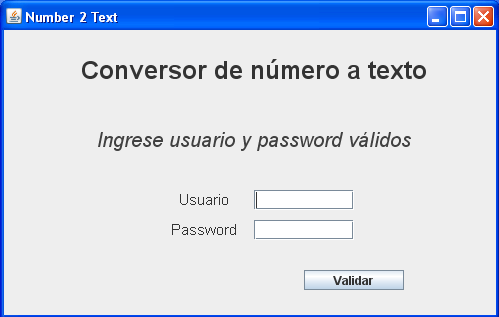 Number 2 Text
Conversor de número a texto
Ingrese usuario y password válidos
Usuario
Password
Validar